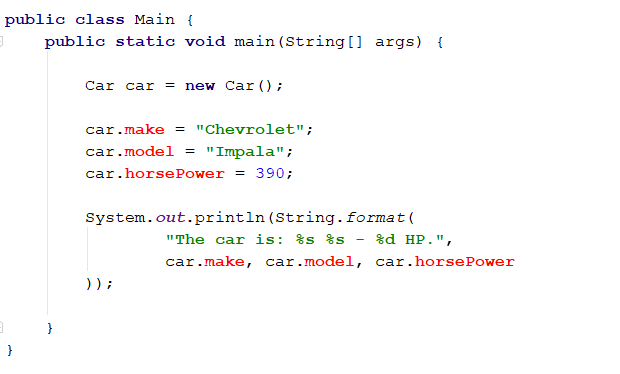 public class Main {
public static void main(String[] args) {
Car car = new Car();
car.make = "Chevrolet";
car.model = "Impala";
car.horsePower = 390;
System.out.println(String.format(
"The car is: %s %s - %d HP.",
car.make, car.model, car.horsePower
));
}
}